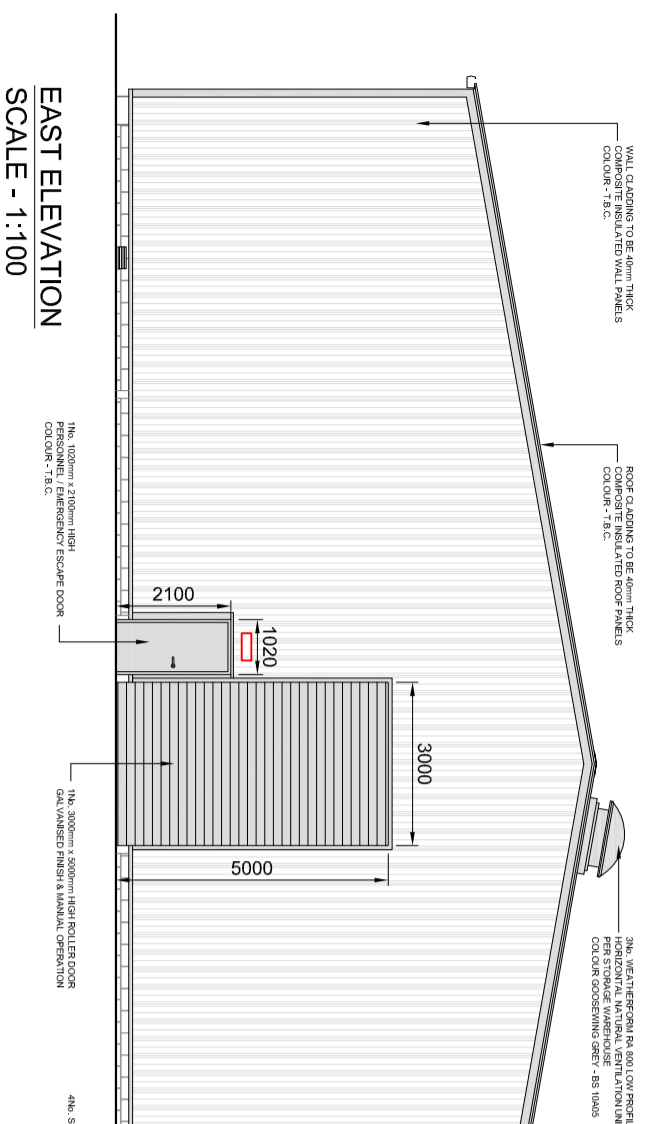 WALL CLADDING TO BE 40mm THICK
COMPOSITE INSULATED WALL PANELS
COLOUR - T.B.C.
ROOF CLADDING TO BE 40mm THICK
COMPOSITE INSULATED ROOF PANELS
COLOUR - T.B.C.
3No. WEATHERFORM RA 800 LOW PROFIL
HORIZONTAL NATURAL VENTILATION UNI
PER STORAGE WAREHOUSE
COLOUR GOOSEWING GREY - BS 10A05
3000
1020
5000
2100
1No. 1020mm x 2100mm HIGH
PERSONNEL / EMERGENCY ESCAPE DOOR
COLOUR - T.B.C.
1No. 3000mm x 5000mm HIGH ROLLER DOOR
GALVANISED FINISH & MANUAL OPERATION
4No. S
EAST ELEVATION
SCALE - 1:100